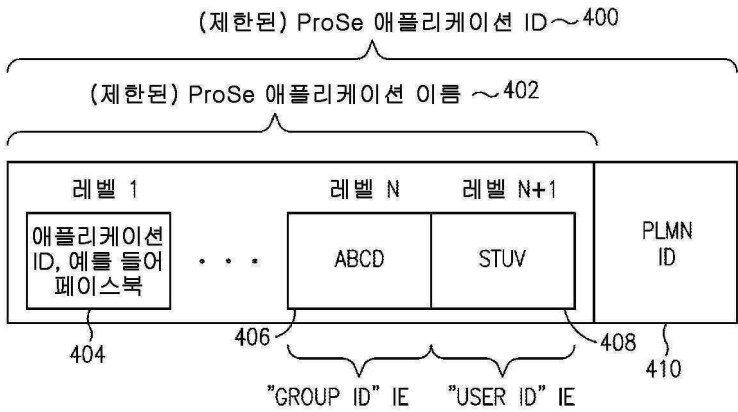 (제한된) ProSe 애플리케이션 ID 400
(제한된) ProSe 애플리케이션 이름 402
레벨 1 레벨 N 레벨 N+1
애플리케이션
ID, 예를 들어
페이스북
. . .
ABCD STUV
PLMN
ID
404 406 408 410
"GROUP ID" IE "USER ID" IE